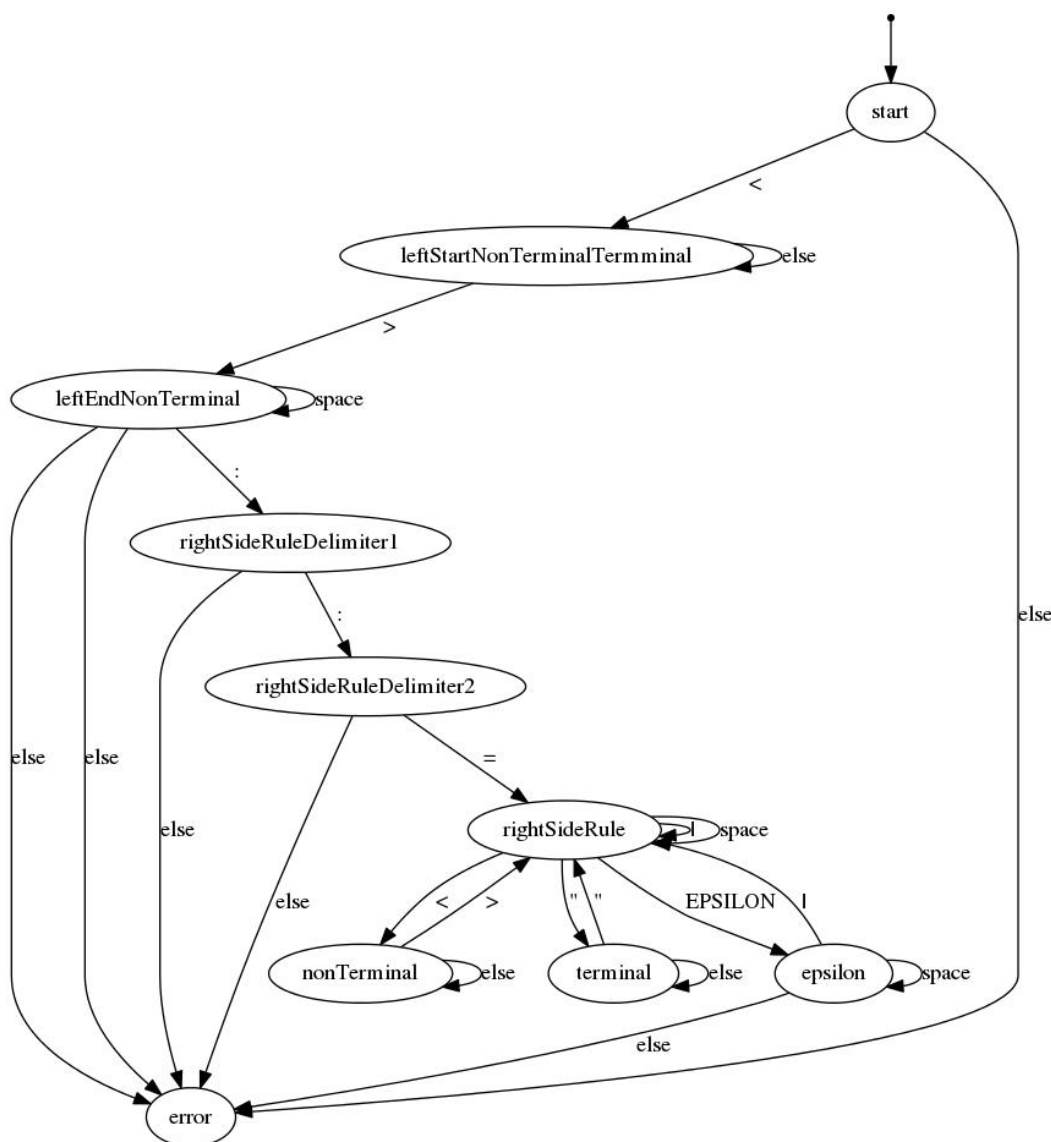 start
<
leftStartNonTerminalTermminal
else
>
leftEndNonTerminal
space
:
rightSideRuleDelimiter1
:
else
rightSideRuleDelimiter2
else
else
=
else
rightSideRule
|
space
else
<
>
"
"
EPSILON
|
nonTerminal
else
terminal
else
epsilon
space
else
error